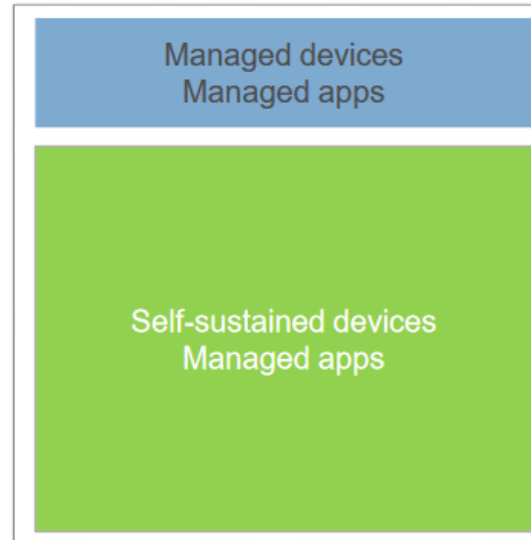 Managed devices
Managed apps
Self-sustained devices
Managed apps